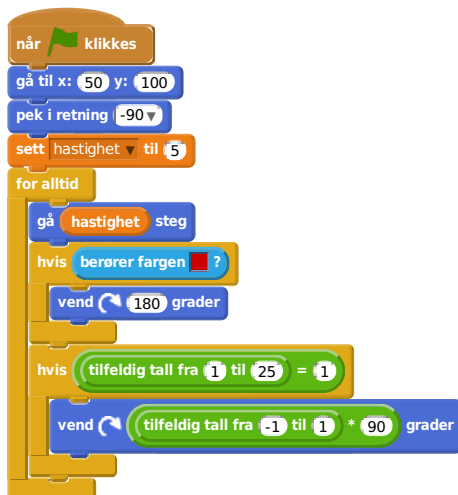 når klikkes
gå til x: 50 y: 100
pek i retning -90▼
sett hastighet ▼ til 5
for alltid
gå hastighet steg
hvis berører fargen ?
vend 180 grader
hvis tilfeldig tall fra 1 til 25 = 1
vend tilfeldig tall fra -1 til 1 * 90 grader